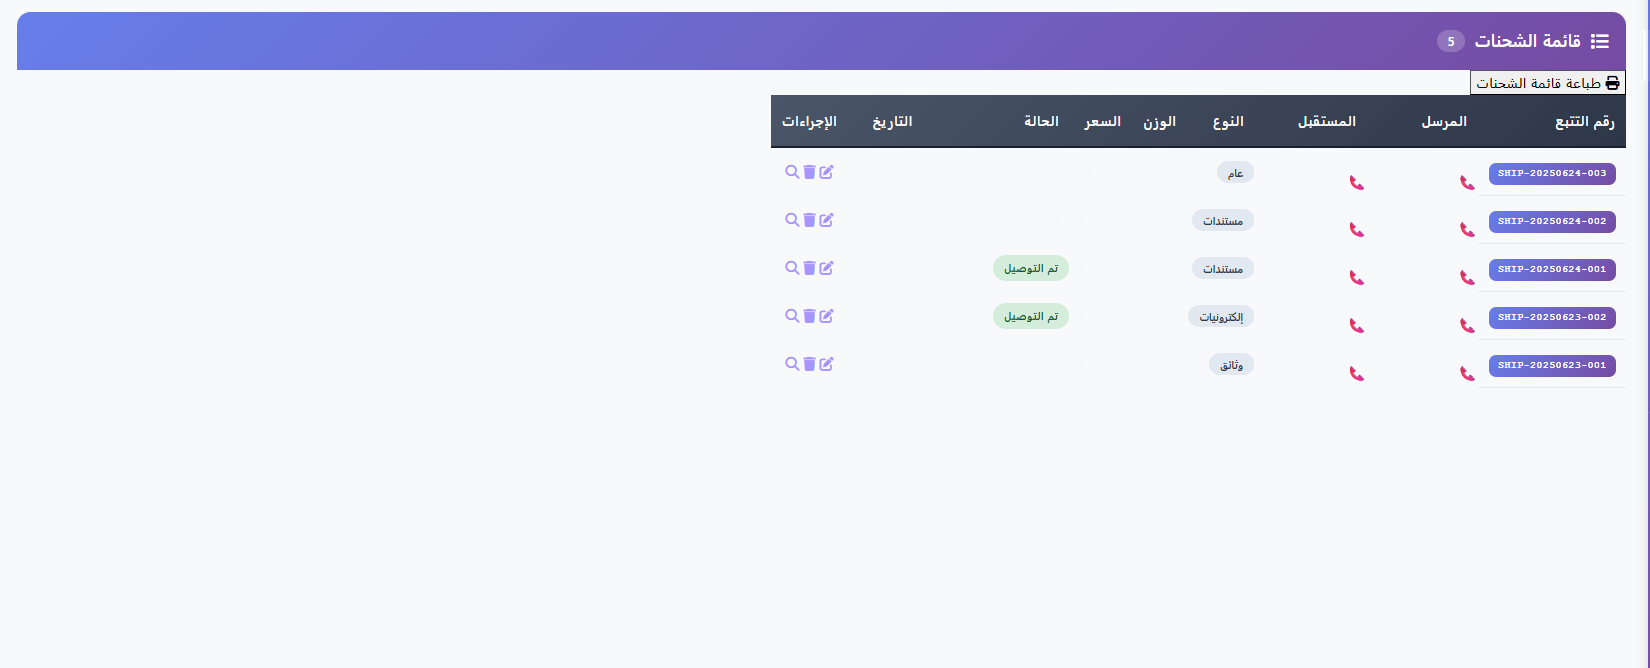 قائمة الشحنات 5
طباعة قائمة الشحنات
رقم التتبع المرسل المستقبل النوع الوزن السعر الحالة التاريخ الإجراءات
SHIP-20250624-003 عام
SHIP-20250624-002 مستندات
SHIP-20250624-001 مستندات تم التوصيل
SHIP-20250623-002 إلكترونيات تم التوصيل
SHIP-20250623-001 وثائق